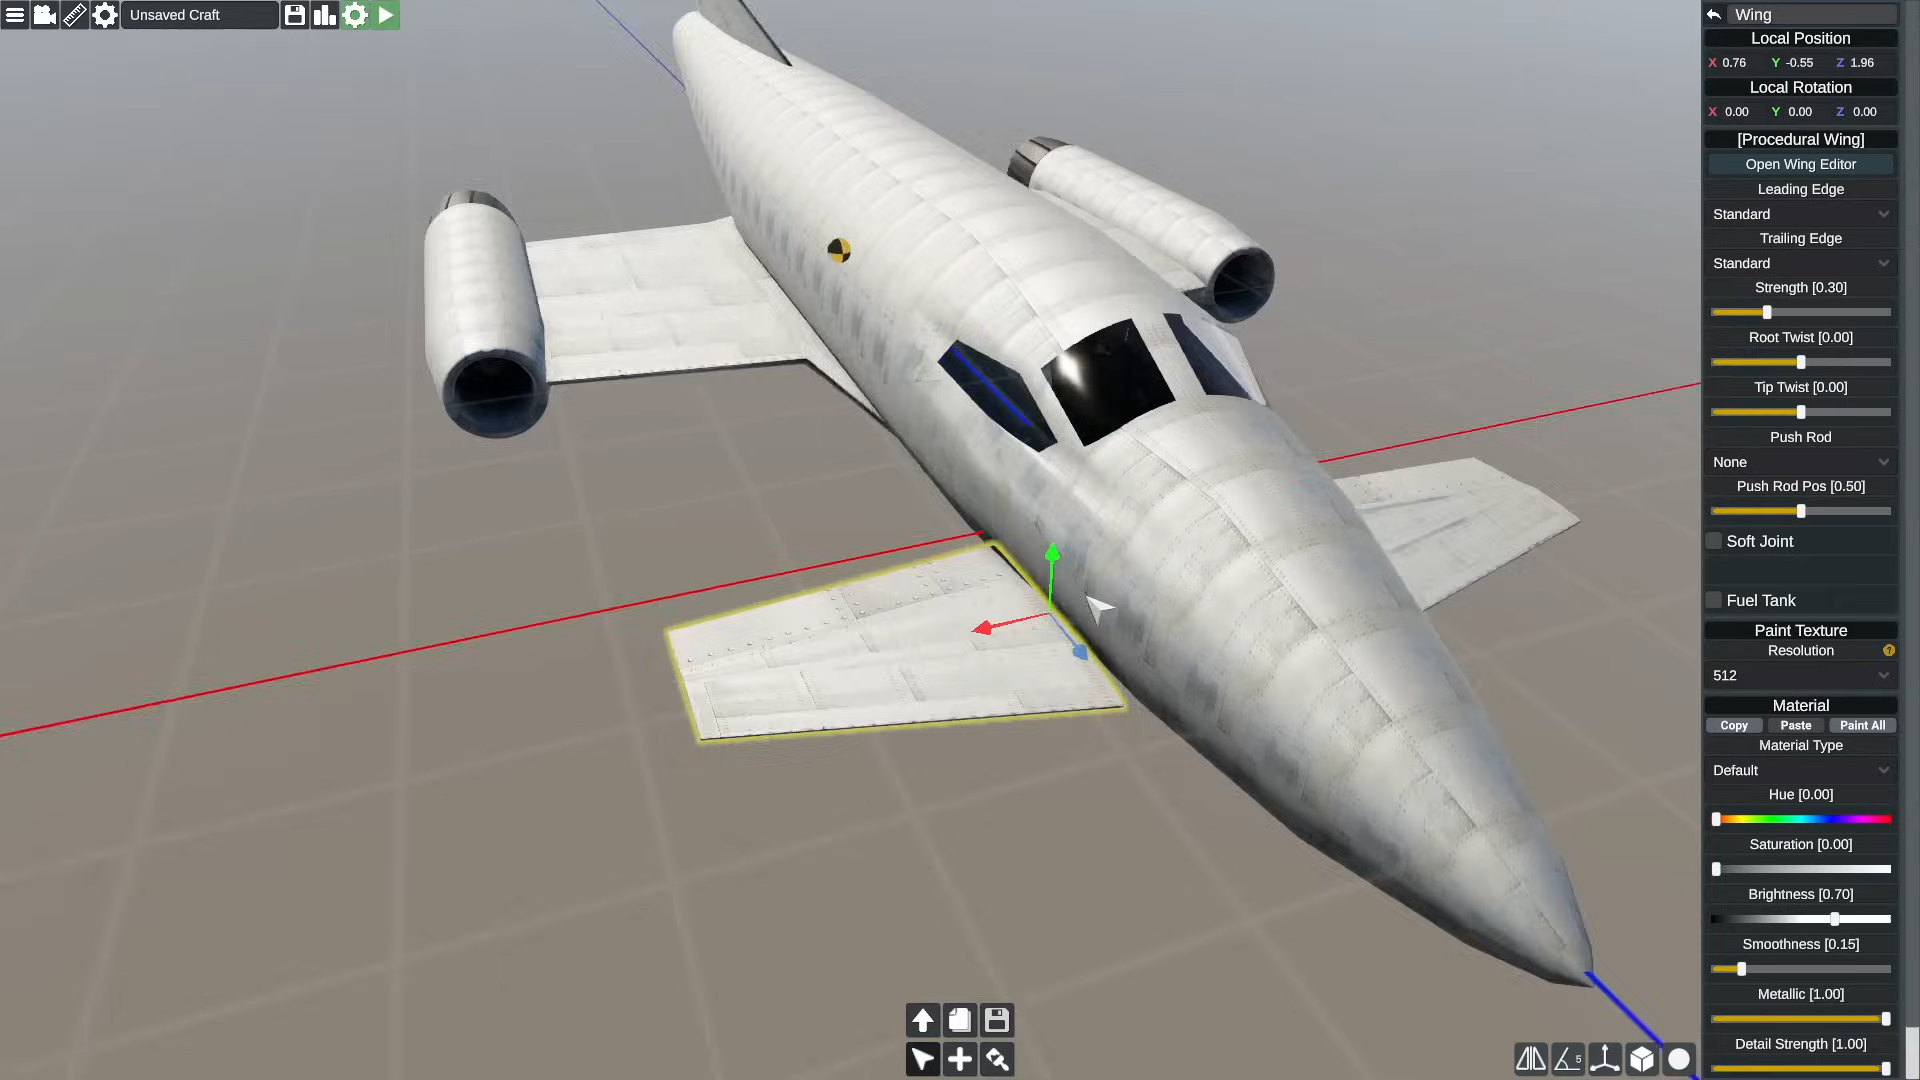 Unsaved Craft
Wing
Local Position
X 0.76 Y -0.55 Z 1.96
Local Rotation
X 0.00 Y 0.00 Z 0.00
[Procedural Wing]
Open Wing Editor
Leading Edge
Standard
Trailing Edge
Standard
Strength [0.30]
Root Twist [0.00]
Tip Twist [0.00]
Push Rod
None
Push Rod Pos [0.50]
Soft Joint
Fuel Tank
Paint Texture
Resolution
?
512
Material
Copy Paste Paint All
Material Type
Default
Hue [0.00]
Saturation [0.00]
Brightness [0.70]
Smoothness [0.15]
Metallic [1.00]
Detail Strength [1.00]
5